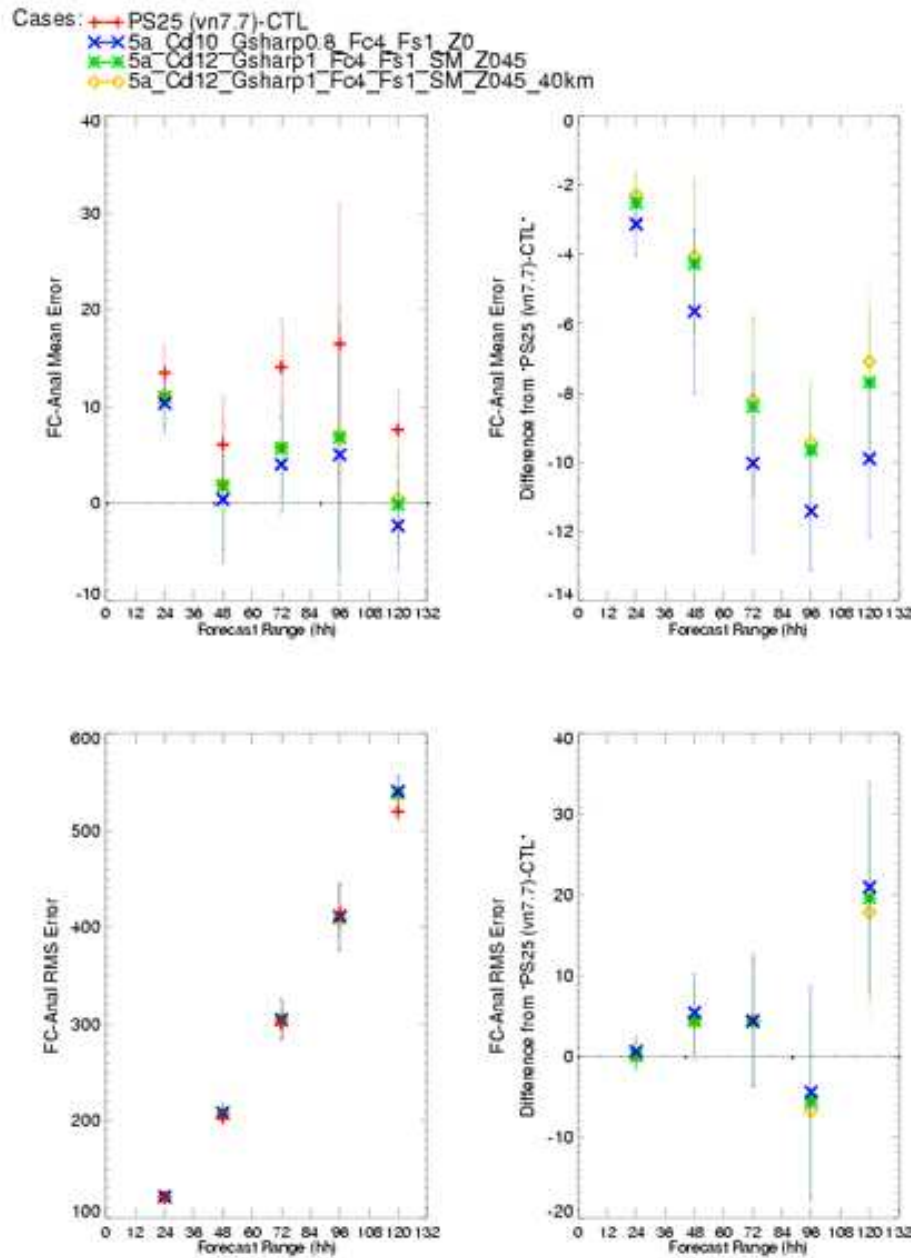 Cases: PS25 (vn7.7)-CTL
5a_Cd10_Gsharp0.8_Fc4_Fs1_Z0
5a_Cd12_Gsharp1_Fc4_Fs1_SM_Z045
5a_Cd12_Gsharp1_Fc4_Fs1_SM_Z045_40km
40
30
20
10
0
-10
FC-Anal Mean Error
0 12 24 36 48 60 72 84 96 108 120 132
Forecast Range (hh)
0
-2
-4
-6
-8
-10
-12
-14
FC-Anal Mean Error
Difference from "PS25 (vn7.7)-CTL"
0 12 24 36 48 60 72 84 96 108 120 132
Forecast Range (hh)
600
500
400
300
200
100
FC-Anal RMS Error
0 12 24 36 48 60 72 84 96 108 120 132
Forecast Range (hh)
40
30
20
10
0
-10
-20
FC-Anal RMS Error
Difference from "PS25 (vn7.7)-CTL"
0 12 24 36 48 60 72 84 96 108 120 132
Forecast Range (hh)